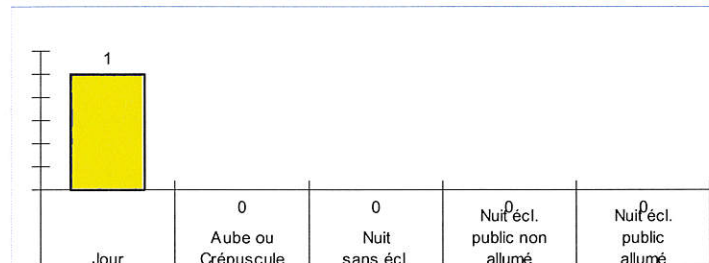 1
0 0 0 0
Jour
Aube ou
Crépuscule
Nuit
sans écl.
Nuit écl.
public non
allumé
Nuit écl.
public
allumé